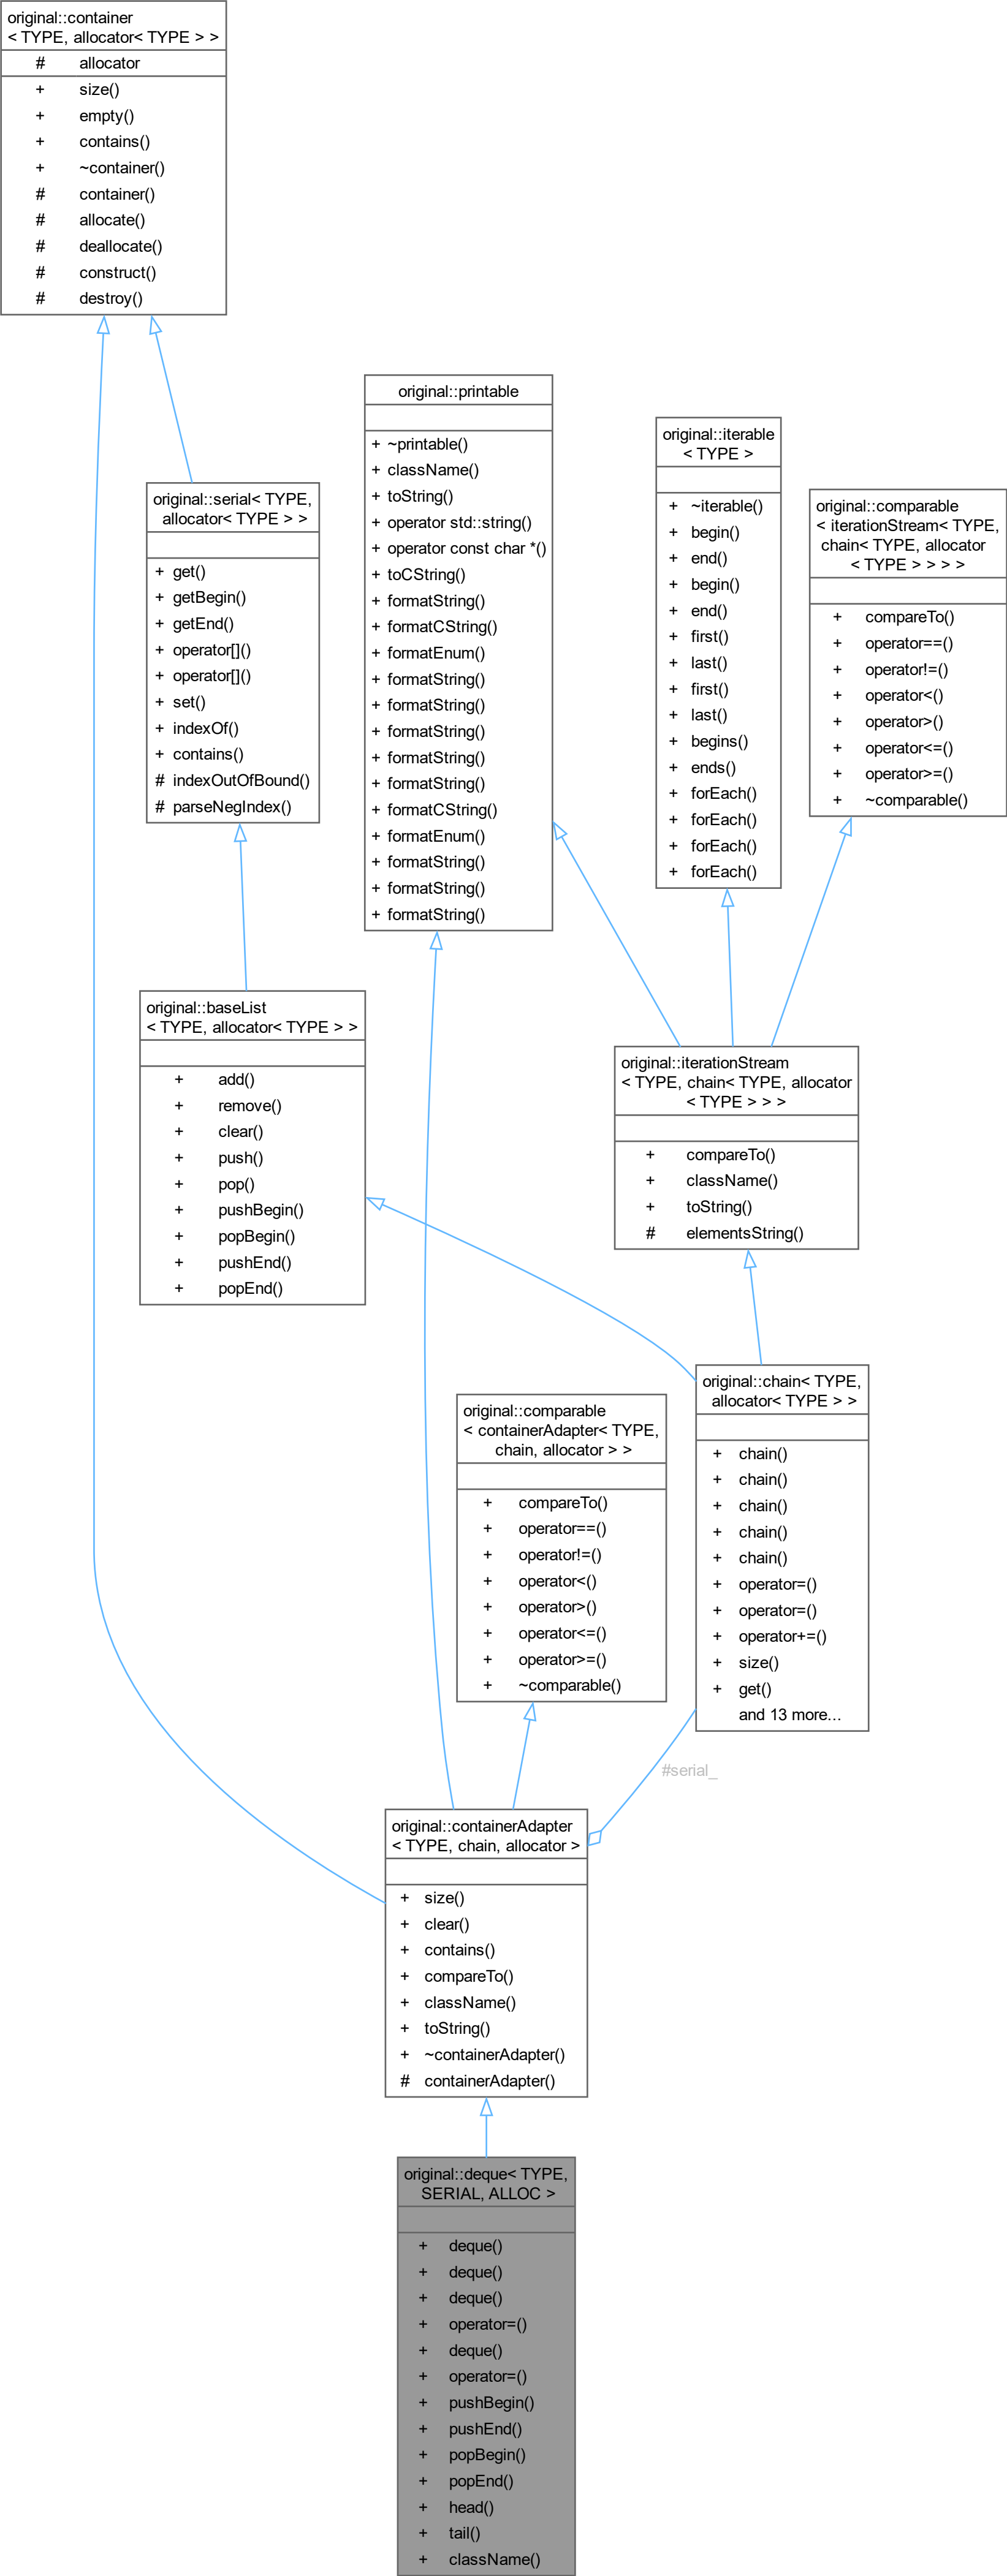 original::container
< TYPE, allocator< TYPE > >
# allocator
+ size()
+ empty()
+ contains()
+ ~container()
# container()
# allocate()
# deallocate()
# construct()
# destroy()
original::printable
+ ~printable()
+ className()
+ toString()
+ operator std::string()
+ operator const char *()
+ toCString()
+ formatString()
+ formatCString()
+ formatEnum()
+ formatString()
+ formatString()
+ formatString()
+ formatString()
+ formatString()
+ formatCString()
+ formatEnum()
+ formatString()
+ formatString()
+ formatString()
original::iterable
< TYPE >
+ ~iterable()
+ begin()
+ end()
+ begin()
+ end()
+ first()
+ last()
+ first()
+ last()
+ begins()
+ ends()
+ forEach()
+ forEach()
+ forEach()
+ forEach()
original::serial< TYPE,
allocator< TYPE > >
+ get()
+ getBegin()
+ getEnd()
+ operator[]()
+ operator[]()
+ set()
+ indexOf()
+ contains()
# indexOutOfBound()
# parseNegIndex()
original::comparable
< iterationStream< TYPE,
chain< TYPE, allocator
< TYPE > > > >
+ compareTo()
+ operator==()
+ operator!=()
+ operator<()
+ operator>()
+ operator<=()
+ operator>=()
+ ~comparable()
original::baseList
< TYPE, allocator< TYPE > >
+ add()
+ remove()
+ clear()
+ push()
+ pop()
+ pushBegin()
+ popBegin()
+ pushEnd()
+ popEnd()
original::iterationStream
< TYPE, chain< TYPE, allocator
< TYPE > > >
+ compareTo()
+ className()
+ toString()
# elementsString()
original::chain< TYPE,
allocator< TYPE > >
+ chain()
+ chain()
+ chain()
+ chain()
+ chain()
+ operator=()
+ operator=()
+ operator+=()
+ size()
+ get()
and 13 more...
original::comparable
< containerAdapter< TYPE,
chain, allocator > >
+ compareTo()
+ operator==()
+ operator!=()
+ operator<()
+ operator>()
+ operator<=()
+ operator>=()
+ ~comparable()
#serial_
original::containerAdapter
< TYPE, chain, allocator >
+ size()
+ clear()
+ contains()
+ compareTo()
+ className()
+ toString()
+ ~containerAdapter()
# containerAdapter()
original::deque< TYPE,
SERIAL, ALLOC >
+ deque()
+ deque()
+ deque()
+ operator=()
+ deque()
+ operator=()
+ pushBegin()
+ pushEnd()
+ popBegin()
+ popEnd()
+ head()
+ tail()
+ className()